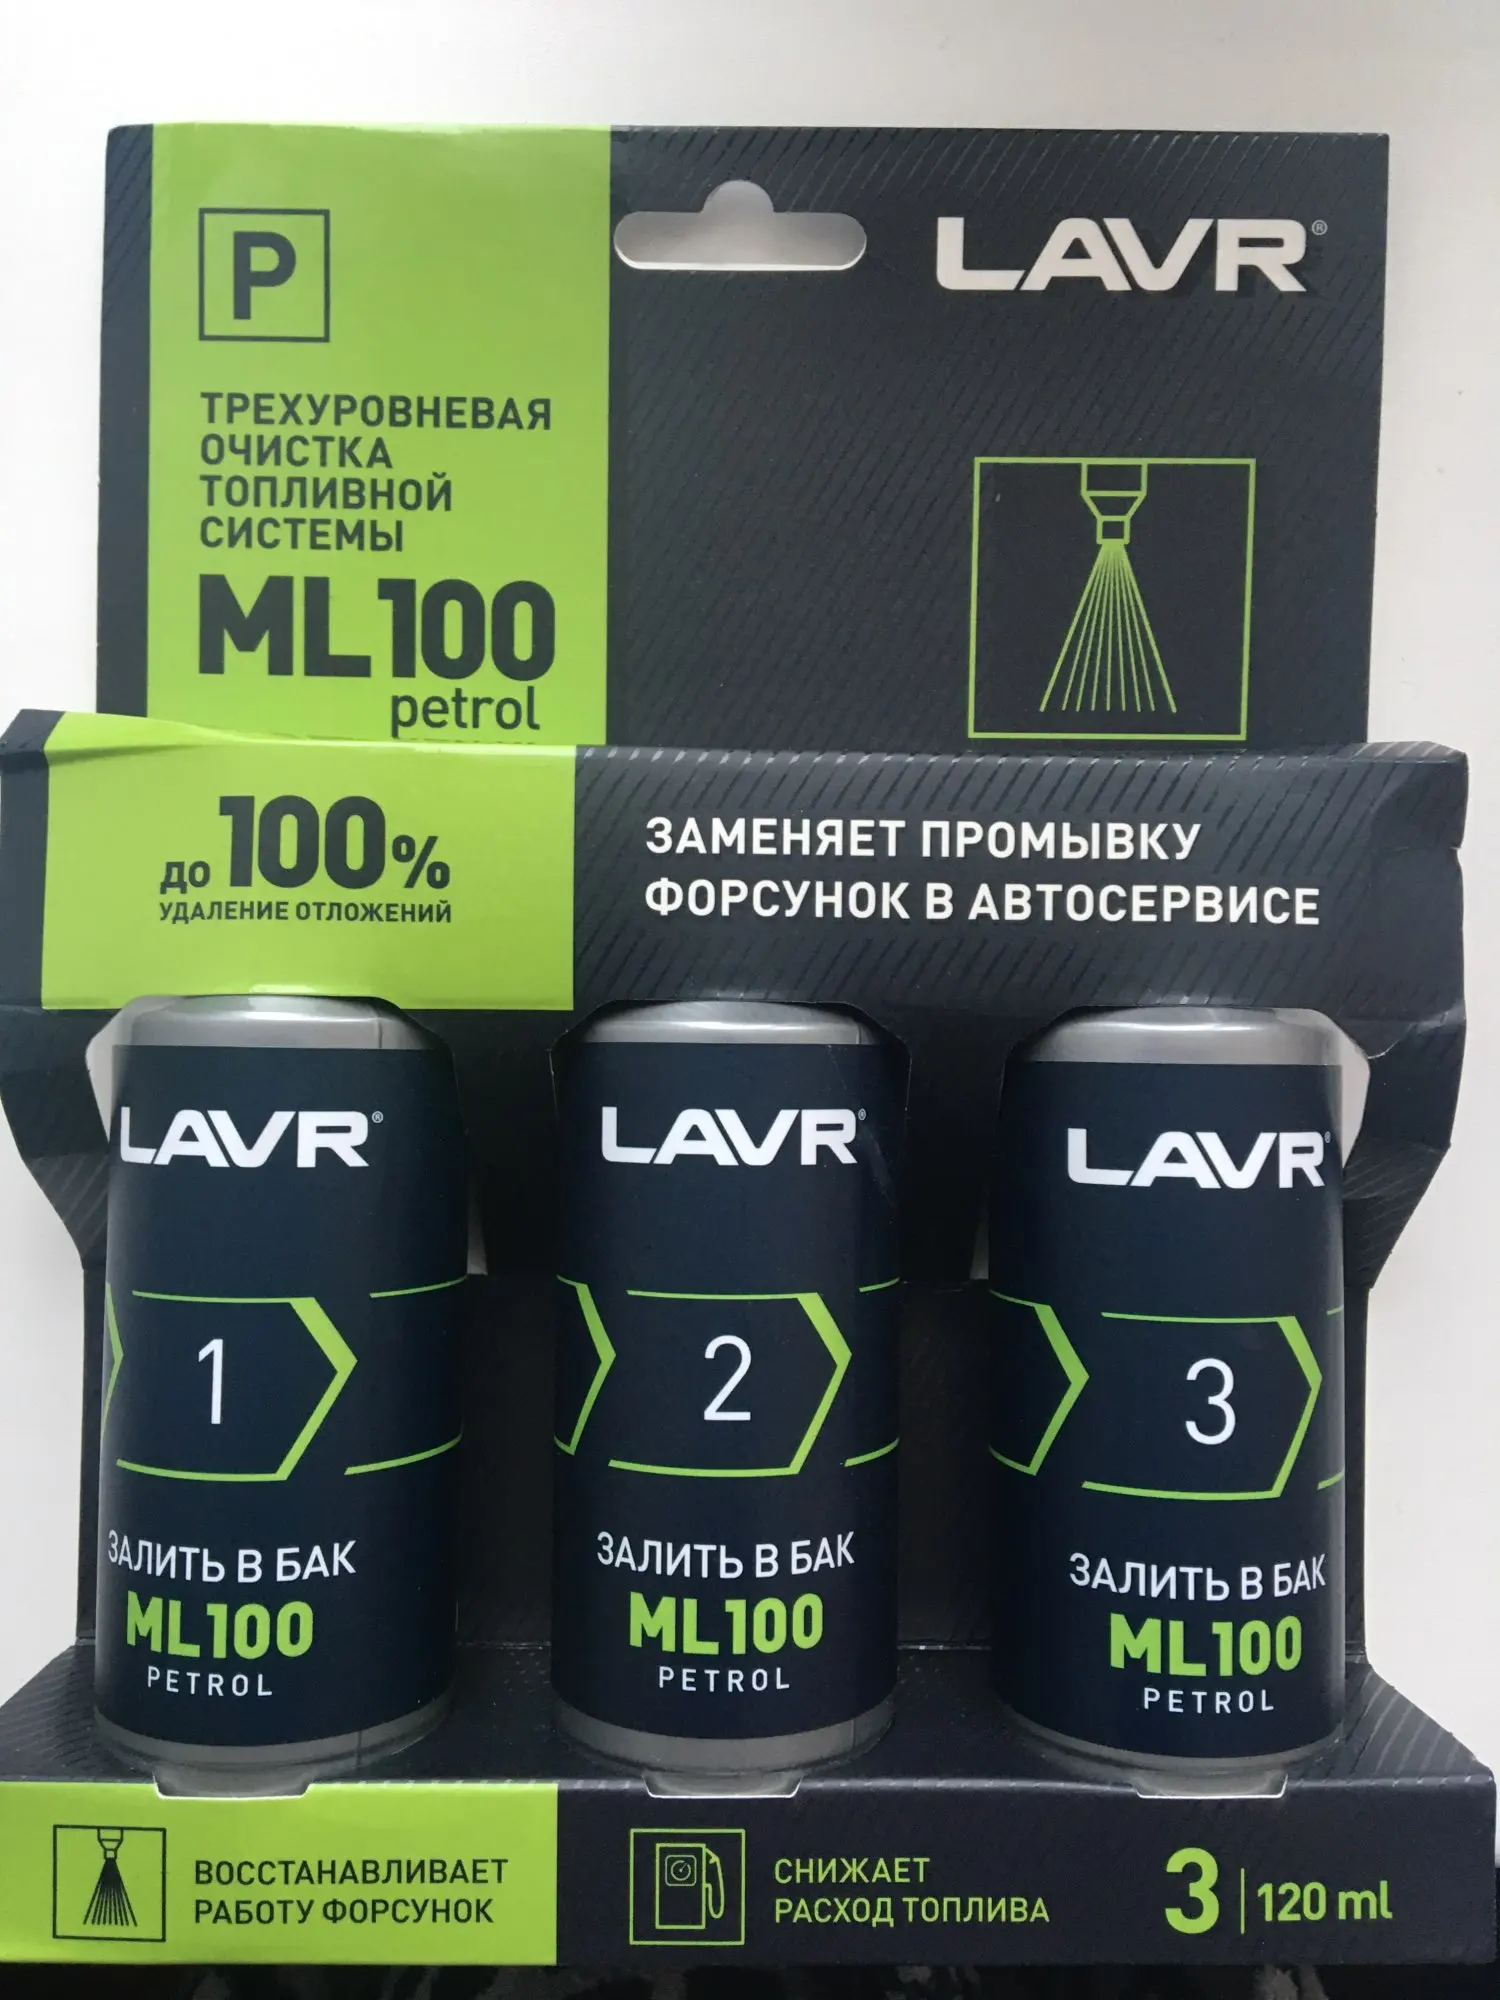 P
LAVR®
ТРЕХУРОВНЕВАЯ
ОЧИСТКА
ТОПЛИВНОЙ
СИСТЕМЫ
ML100
petrol
до 100%
УДАЛЕНИЕ ОТЛОЖЕНИЙ
ЗАМЕНЯЕТ ПРОМЫВКУ
ФОРСУНОК В АВТОСЕРВИСЕ
LAVR®
1
ЗАЛИТЬ В БАК
ML100
PETROL
LAVR®
2
ЗАЛИТЬ В БАК
ML100
PETROL
LAVR®
3
ЗАЛИТЬ В БАК
ML100
PETROL
ВОССТАНАВЛИВАЕТ
РАБОТУ ФОРСУНОК
СНИЖАЕТ
РАСХОД ТОПЛИВА
3 | 120 ml